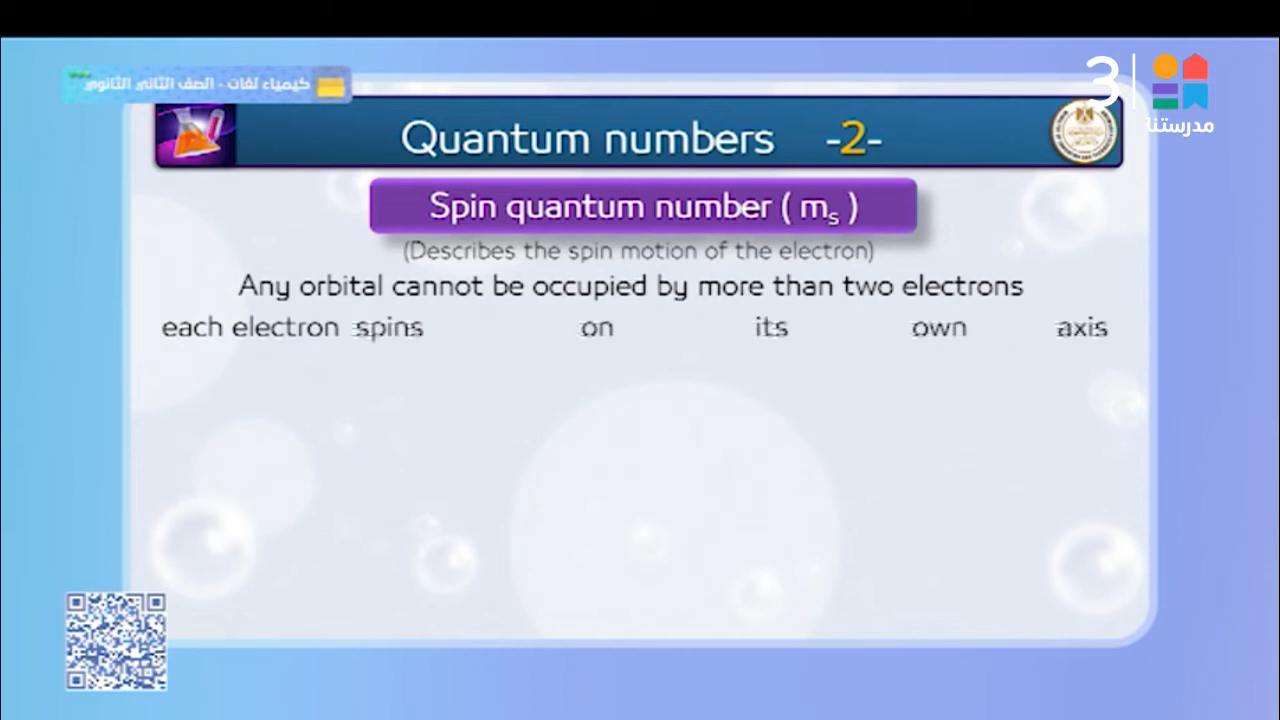 كيمياء لغات - الصف الثاني الثانوي
3
مدرستنا
Quantum numbers -2-
Spin quantum number ( mₛ )
(Describes the spin motion of the electron)
Any orbital cannot be occupied by more than two electrons
each electron spins on its own axis